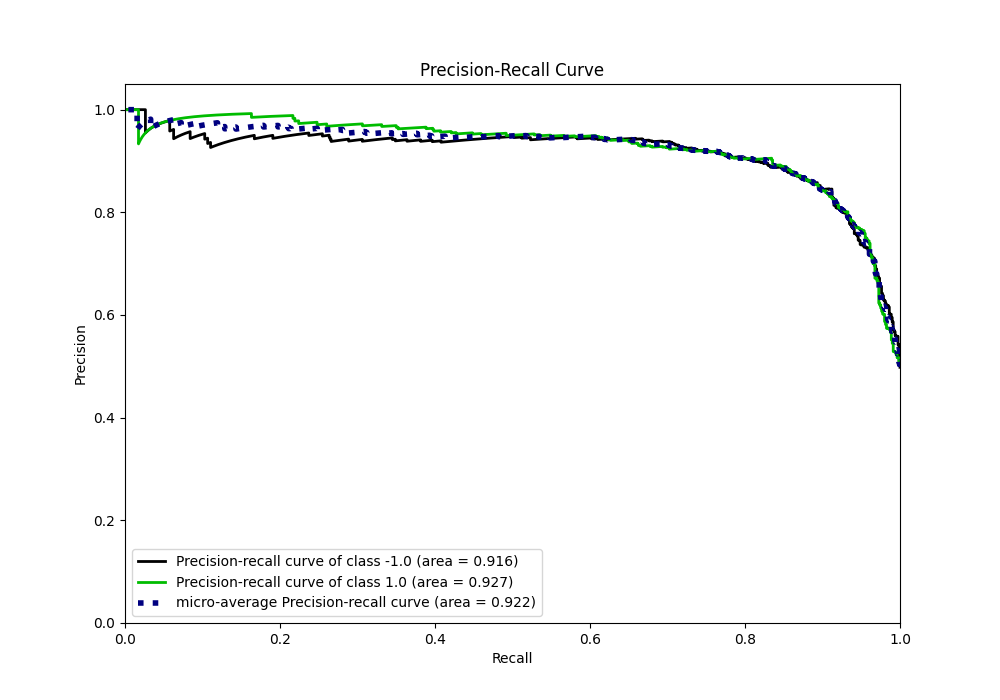 Precision-Recall Curve
1.0
0.8
0.6
0.4
0.2
0.0
Precision
Precision-recall curve of class -1.0 (area = 0.916)
Precision-recall curve of class 1.0 (area = 0.927)
micro-average Precision-recall curve (area = 0.922)
0.0 0.2 0.4 0.6 0.8 1.0
Recall